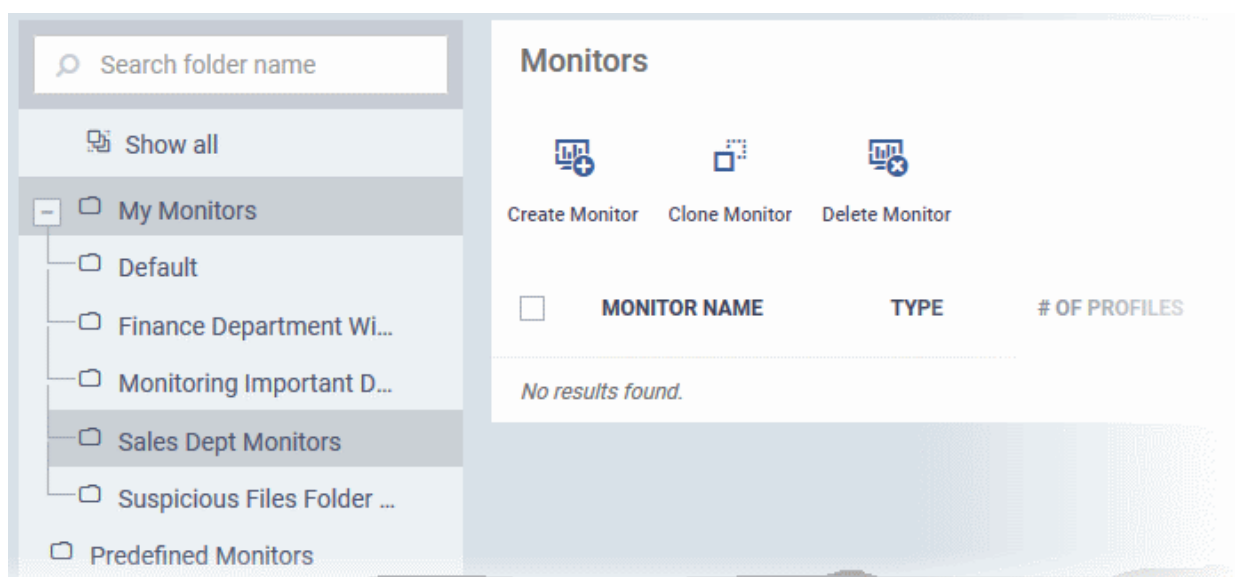 Search folder name
Show all
My Monitors
Default
Finance Department Wi...
Monitoring Important D...
Sales Dept Monitors
Suspicious Files Folder ...
Predefined Monitors
Monitors
Create Monitor Clone Monitor Delete Monitor
MONITOR NAME TYPE # OF PROFILES
No results found.